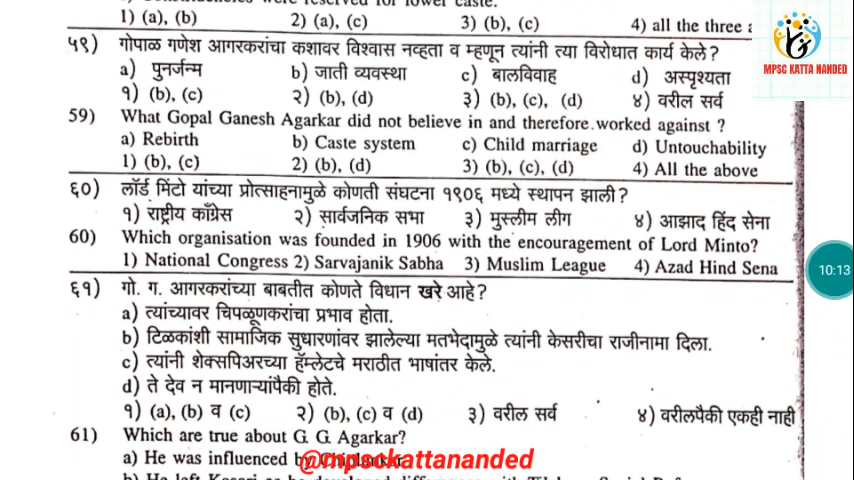 1) (a), (b) 2) (a), (c) 3) (b), (c) 4) all the three
MPSC KATTA NANDED
५९) गोपाळ गणेश आगरकरांचा कशावर विश्वास नव्हता व म्हणून त्यांनी त्या विरोधात कार्य केले?
a) पुनर्जन्म b) जाती व्यवस्था c) बालविवाह d) अस्पृश्यता
१) (b), (c) २) (b), (d) ३) (b), (c), (d) ४) वरील सर्व
59) What Gopal Ganesh Agarkar did not believe in and therefore worked against ?
a) Rebirth b) Caste system c) Child marriage d) Untouchability
1) (b), (c) 2) (b), (d) 3) (b), (c), (d) 4) All the above
६०) लॉर्ड मिंटो यांच्या प्रोत्साहनामुळे कोणती संघटना १९०६ मध्ये स्थापन झाली?
१) राष्ट्रीय काँग्रेस २) सार्वजनिक सभा ३) मुस्लीम लीग ४) आझाद हिंद सेना
60) Which organisation was founded in 1906 with the encouragement of Lord Minto?
1) National Congress 2) Sarvajanik Sabha 3) Muslim League 4) Azad Hind Sena
10:13
६१) गो. ग. आगरकरांच्या बाबतीत कोणते विधान खरे आहे?
a) त्यांच्यावर चिपळूणकरांचा प्रभाव होता.
b) टिळकांशी सामाजिक सुधारणांवर झालेल्या मतभेदामुळे त्यांनी केसरीचा राजीनामा दिला.
c) त्यांनी शेक्सपिअरच्या हॅम्लेटचे मराठीत भाषांतर केले.
d) ते देव न मानणाऱ्यांपैकी होते.
१) (a), (b) व (c) २) (b), (c) व (d) ३) वरील सर्व ४) वरीलपैकी एकही नाही
61) Which are true about G. G. Agarkar?
a) He was influenced by
@mpsckattananded